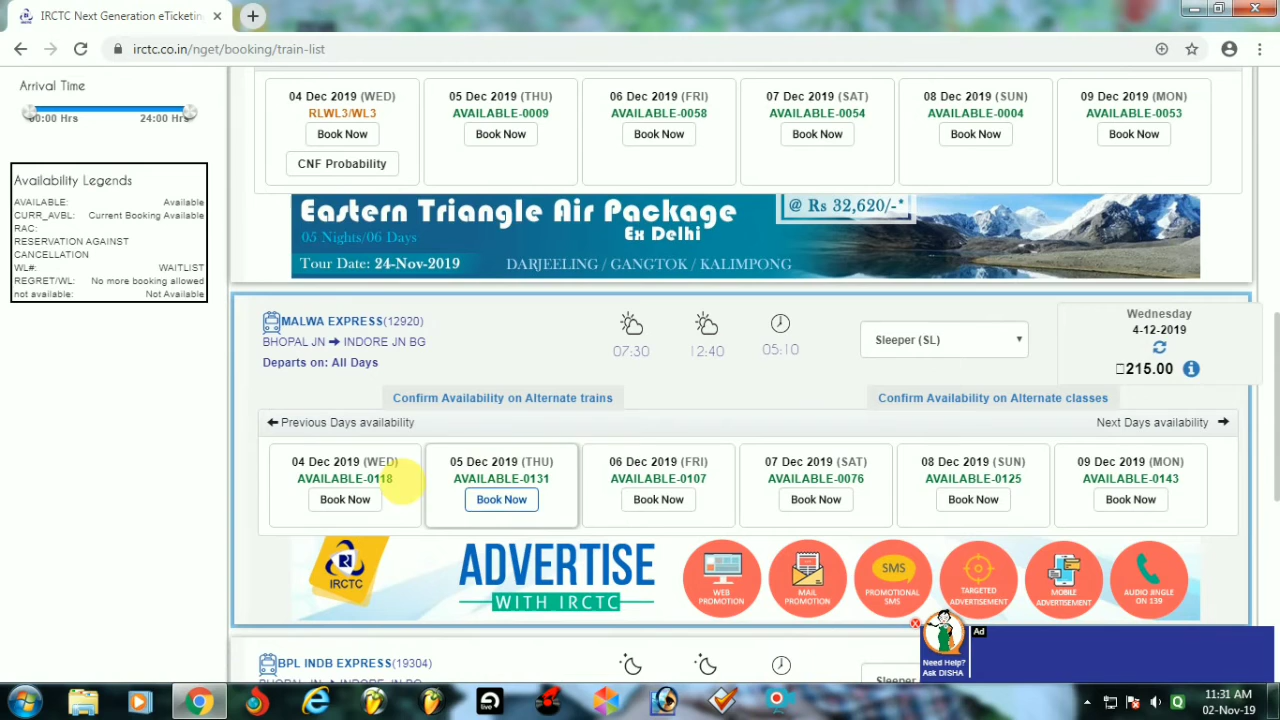 IRCTC Next Generation eTicketin
irctc.co.in/nget/booking/train-list
Arrival Time
00:00 Hrs 24:00 Hrs
Availability Legends
AVAILABLE: Available
CURR_AVBL: Current Booking Available
RAC:
RESERVATION AGAINST
CANCELLATION
WL#: WAITLIST
REGRET/WL: No more booking allowed
not available: Not Available
04 Dec 2019 (WED) 05 Dec 2019 (THU) 06 Dec 2019 (FRI) 07 Dec 2019 (SAT) 08 Dec 2019 (SUN) 09 Dec 2019 (MON)
RLWL3/WL3 AVAILABLE-0009 AVAILABLE-0058 AVAILABLE-0054 AVAILABLE-0004 AVAILABLE-0053
Book Now Book Now Book Now Book Now Book Now Book Now
CNF Probability
Eastern Triangle Air Package @ Rs 32,620/-*
Ex Delhi
05 Nights/06 Days
Tour Date: 24-Nov-2019 DARJEELING / GANGTOK / KALIMPONG
MALWA EXPRESS(12920)
BHOPAL JN ➔ INDORE JN BG
Departs on: All Days
07:30 12:40 05:10
Sleeper (SL)
Wednesday
4-12-2019
215.00
Confirm Availability on Alternate trains Confirm Availability on Alternate classes
Previous Days availability Next Days availability
04 Dec 2019 (WED) 05 Dec 2019 (THU) 06 Dec 2019 (FRI) 07 Dec 2019 (SAT) 08 Dec 2019 (SUN) 09 Dec 2019 (MON)
AVAILABLE-0118 AVAILABLE-0131 AVAILABLE-0107 AVAILABLE-0076 AVAILABLE-0125 AVAILABLE-0143
Book Now Book Now Book Now Book Now Book Now Book Now
IRCTC
ADVERTISE
WITH IRCTC
WEB PROMOTION
MAIL PROMOTION
SMS
PROMOTIONAL SMS
TARGETED ADVERTISEMENT
MOBILE ADVERTISEMENT
AUDIO JINGLE ON 139
Ad
Need Help?
Ask DISHA
BPL INDB EXPRESS(19304)
Sleeper
live
11:31 AM
02-Nov-19